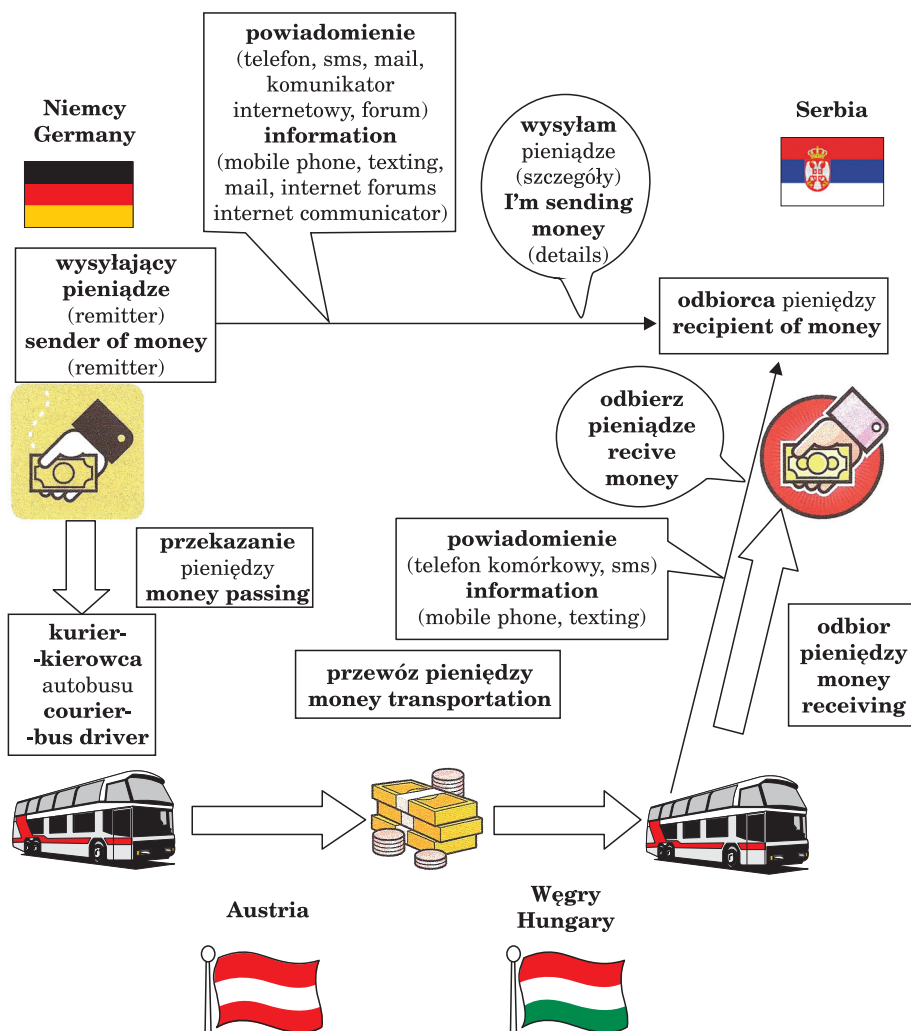 Niemcy
Germany
powiadomienie
(telefon, sms, mail,
komunikator
internetowy, forum)
information
(mobile phone, texting,
mail, internet forums
internet communicator)
wysyłam
pieniądze
(szczegóły)
I'm sending
money
(details)
Serbia
wysyłający
pieniądze
(remitter)
sender of money
(remitter)
odbiorca pieniędzy
recipient of money
odbierz
pieniądze
recive
money
przekazanie
pieniędzy
money passing
powiadomienie
(telefon komórkowy, sms)
information
(mobile phone, texting)
kurier-
-kierowca
autobusu
courier-
-bus driver
przewóz pieniędzy
money transportation
odbior
pieniędzy
money
receiving
Austria
Węgry
Hungary